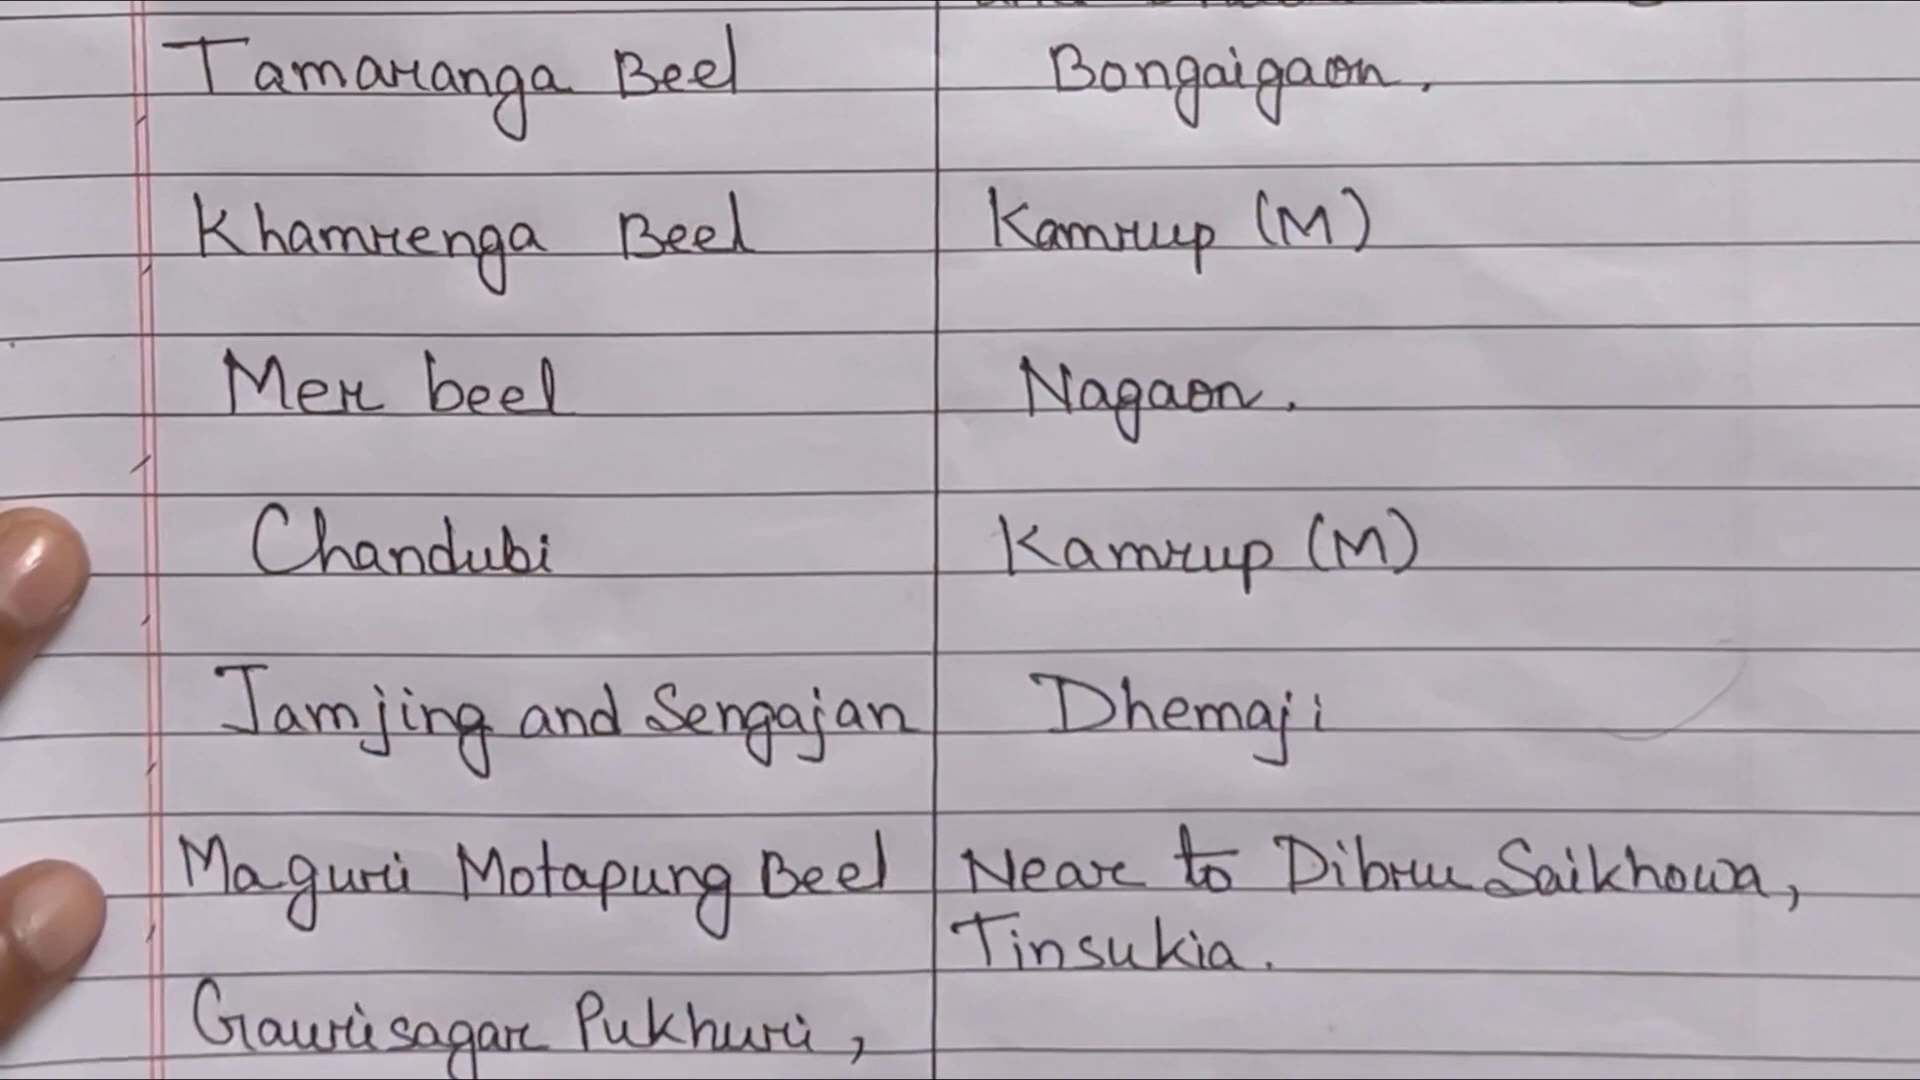 Tamaranga Beel Bongaigaon.
Khamrenga Beel Kamrup (M)
Mer beel Nagaon.
Chandubi Kamrup (M)
Jamjing and Sengajan Dhemaji
Maguri Motapung Beel Near to Dibru Saikhowa,
Tinsukia.
Gaurisagar Pukhuri,